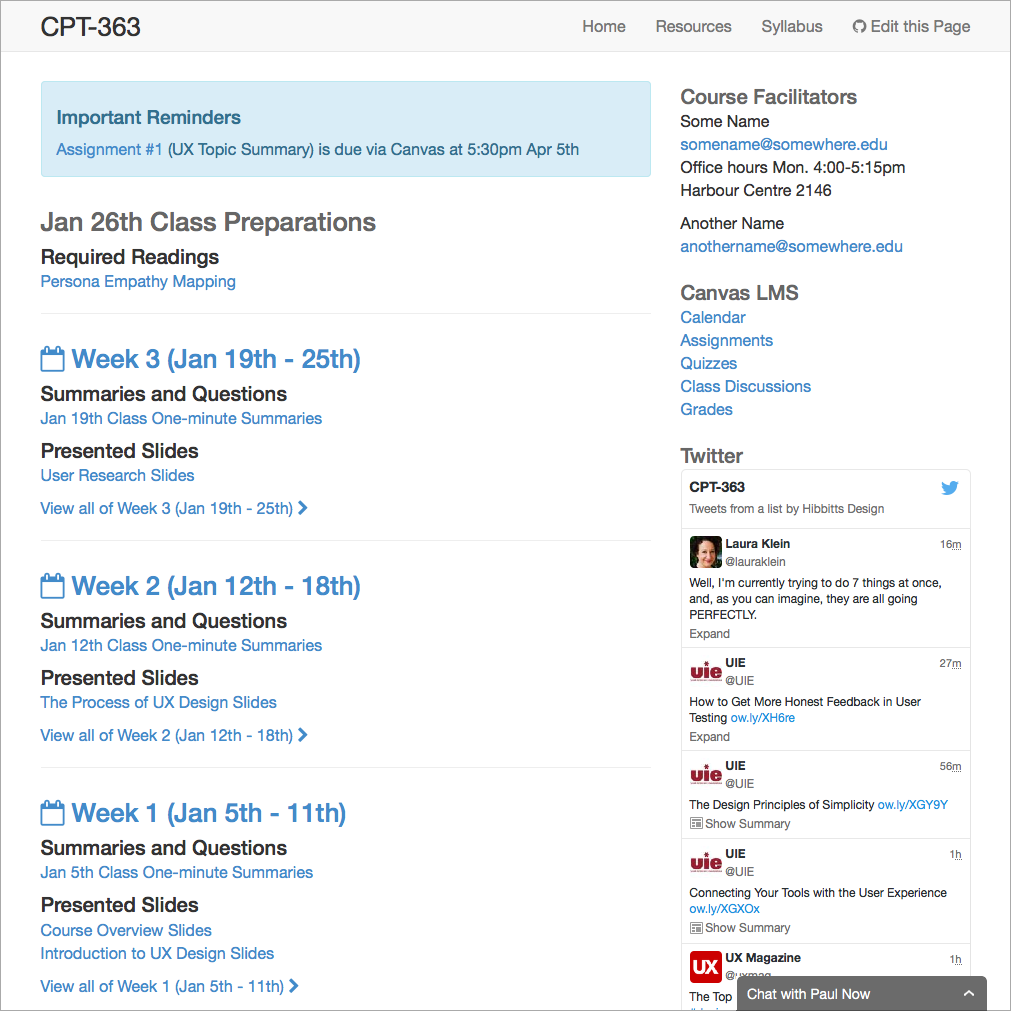 CPT-363
Home Resources Syllabus Edit this Page
Important Reminders
Assignment #1 (UX Topic Summary) is due via Canvas at 5:30pm Apr 5th
Jan 26th Class Preparations
Required Readings
Persona Empathy Mapping
Week 3 (Jan 19th - 25th)
Summaries and Questions
Jan 19th Class One-minute Summaries
Presented Slides
User Research Slides
View all of Week 3 (Jan 19th - 25th)
Week 2 (Jan 12th - 18th)
Summaries and Questions
Jan 12th Class One-minute Summaries
Presented Slides
The Process of UX Design Slides
View all of Week 2 (Jan 12th - 18th)
Week 1 (Jan 5th - 11th)
Summaries and Questions
Jan 5th Class One-minute Summaries
Presented Slides
Course Overview Slides
Introduction to UX Design Slides
View all of Week 1 (Jan 5th - 11th)
Course Facilitators
Some Name
somename@somewhere.edu
Office hours Mon. 4:00-5:15pm
Harbour Centre 2146
Another Name
anothername@somewhere.edu
Canvas LMS
Calendar
Assignments
Quizzes
Class Discussions
Grades
Twitter
CPT-363
Tweets from a list by Hibbitts Design
Laura Klein 16m
@lauraklein
Well, I'm currently trying to do 7 things at once,
and, as you can imagine, they are all going
PERFECTLY.
Expand
uie UIE 27m
@UIE
How to Get More Honest Feedback in User
Testing ow.ly/XH6re
Expand
uie UIE 56m
@UIE
The Design Principles of Simplicity ow.ly/XGY9Y
Show Summary
uie UIE 1h
@UIE
Connecting Your Tools with the User Experience
ow.ly/XGXOx
Show Summary
UX UX Magazine 1h
@uxmag
The Top
Chat with Paul Now